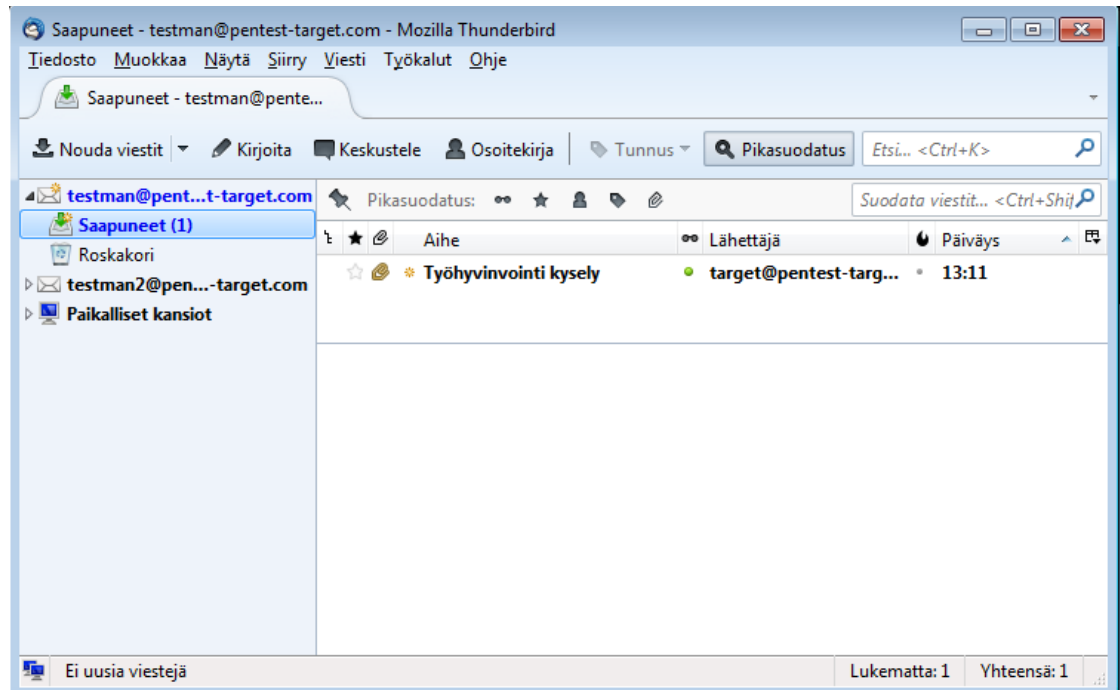 Saapuneet - testman@pentest-target.com - Mozilla Thunderbird
Tiedosto Muokkaa Näytä Siirry Viesti Työkalut Ohje
Saapuneet - testman@pente...
Nouda viestit Kirjoita Keskustele Osoitekirja Tunnus Pikasuodatus Etsi... <Ctrl+K>
testman@pent...t-target.com Pikasuodatus: Suodata viestit... <Ctrl+Shif
Saapuneet (1)
Aihe Lähettäjä Päiväys
Roskakori
Työhyvinvointi kysely target@pentest-targ... 13:11
testman2@pen...-target.com
Paikalliset kansiot
Ei uusia viestejä Lukematta: 1 Yhteensä: 1